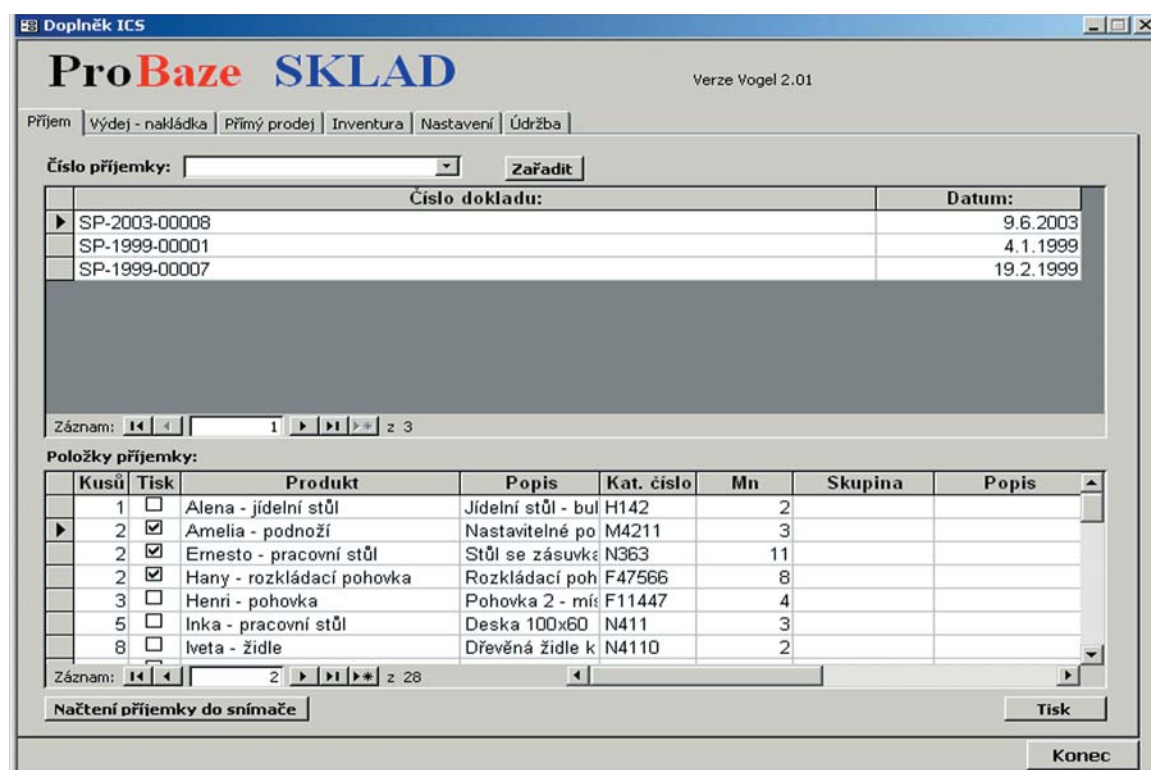 Doplněk ICS
ProBaze SKLAD Verze Vogel 2.01
Příjem Výdej - nakládka Přímý prodej Inventura Nastavení Údržba
Číslo příjemky: Zařadit
Číslo dokladu: Datum:
SP-2003-00008 9.6.2003
SP-1999-00001 4.1.1999
SP-1999-00007 19.2.1999
Záznam: 1 z 3
Položky příjemky:
Kusů Tisk Produkt Popis Kat. číslo Mn Skupina Popis
1 Alena - jídelní stůl Jídelní stůl - bul H142 2
2 Amelia - podnoží Nastavitelné po M4211 3
2 Ernesto - pracovní stůl Stůl se zásuvka N363 11
2 Hany - rozkládací pohovka Rozkládací poh F47566 8
3 Henri - pohovka Pohovka 2 - mís F11447 4
5 Inka - pracovní stůl Deska 100x60 N411 3
8 Iveta - židle Dřevěná židle k N4110 2
Záznam: 2 z 28
Načtení příjemky do snímače Tisk
Konec